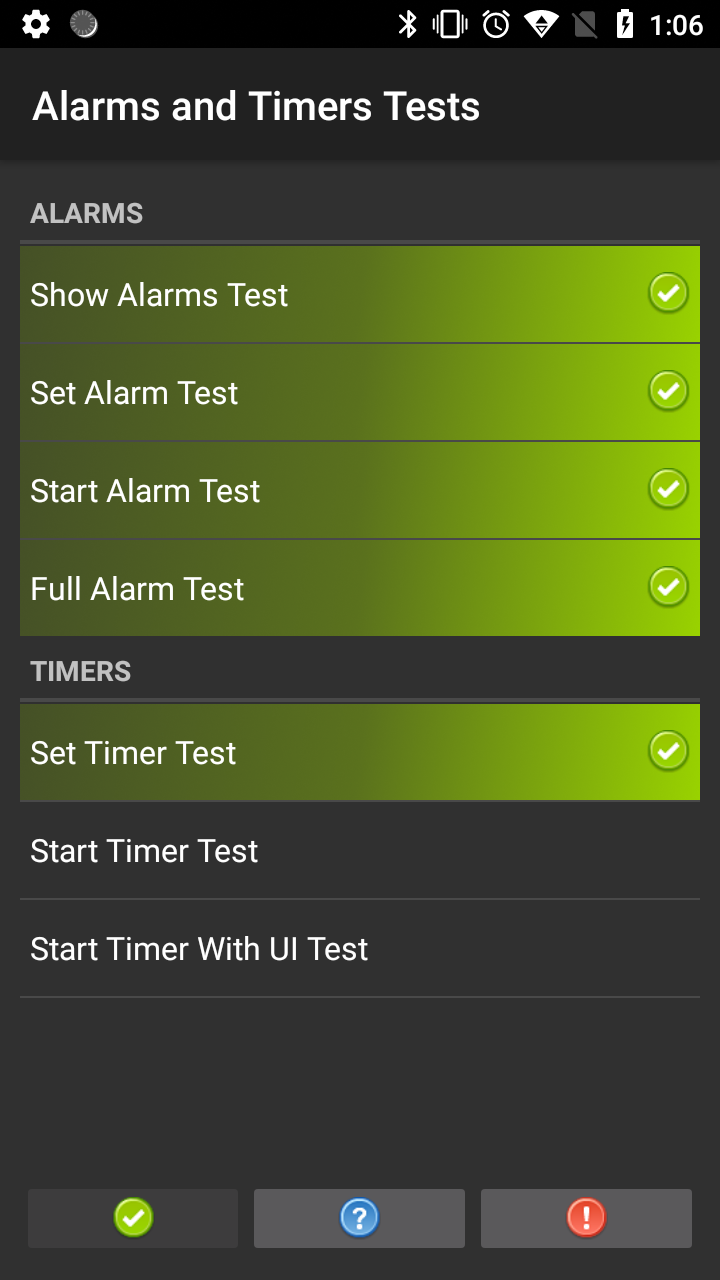 1:06
Alarms and Timers Tests
ALARMS
Show Alarms Test
Set Alarm Test
Start Alarm Test
Full Alarm Test
TIMERS
Set Timer Test
Start Timer Test
Start Timer With UI Test